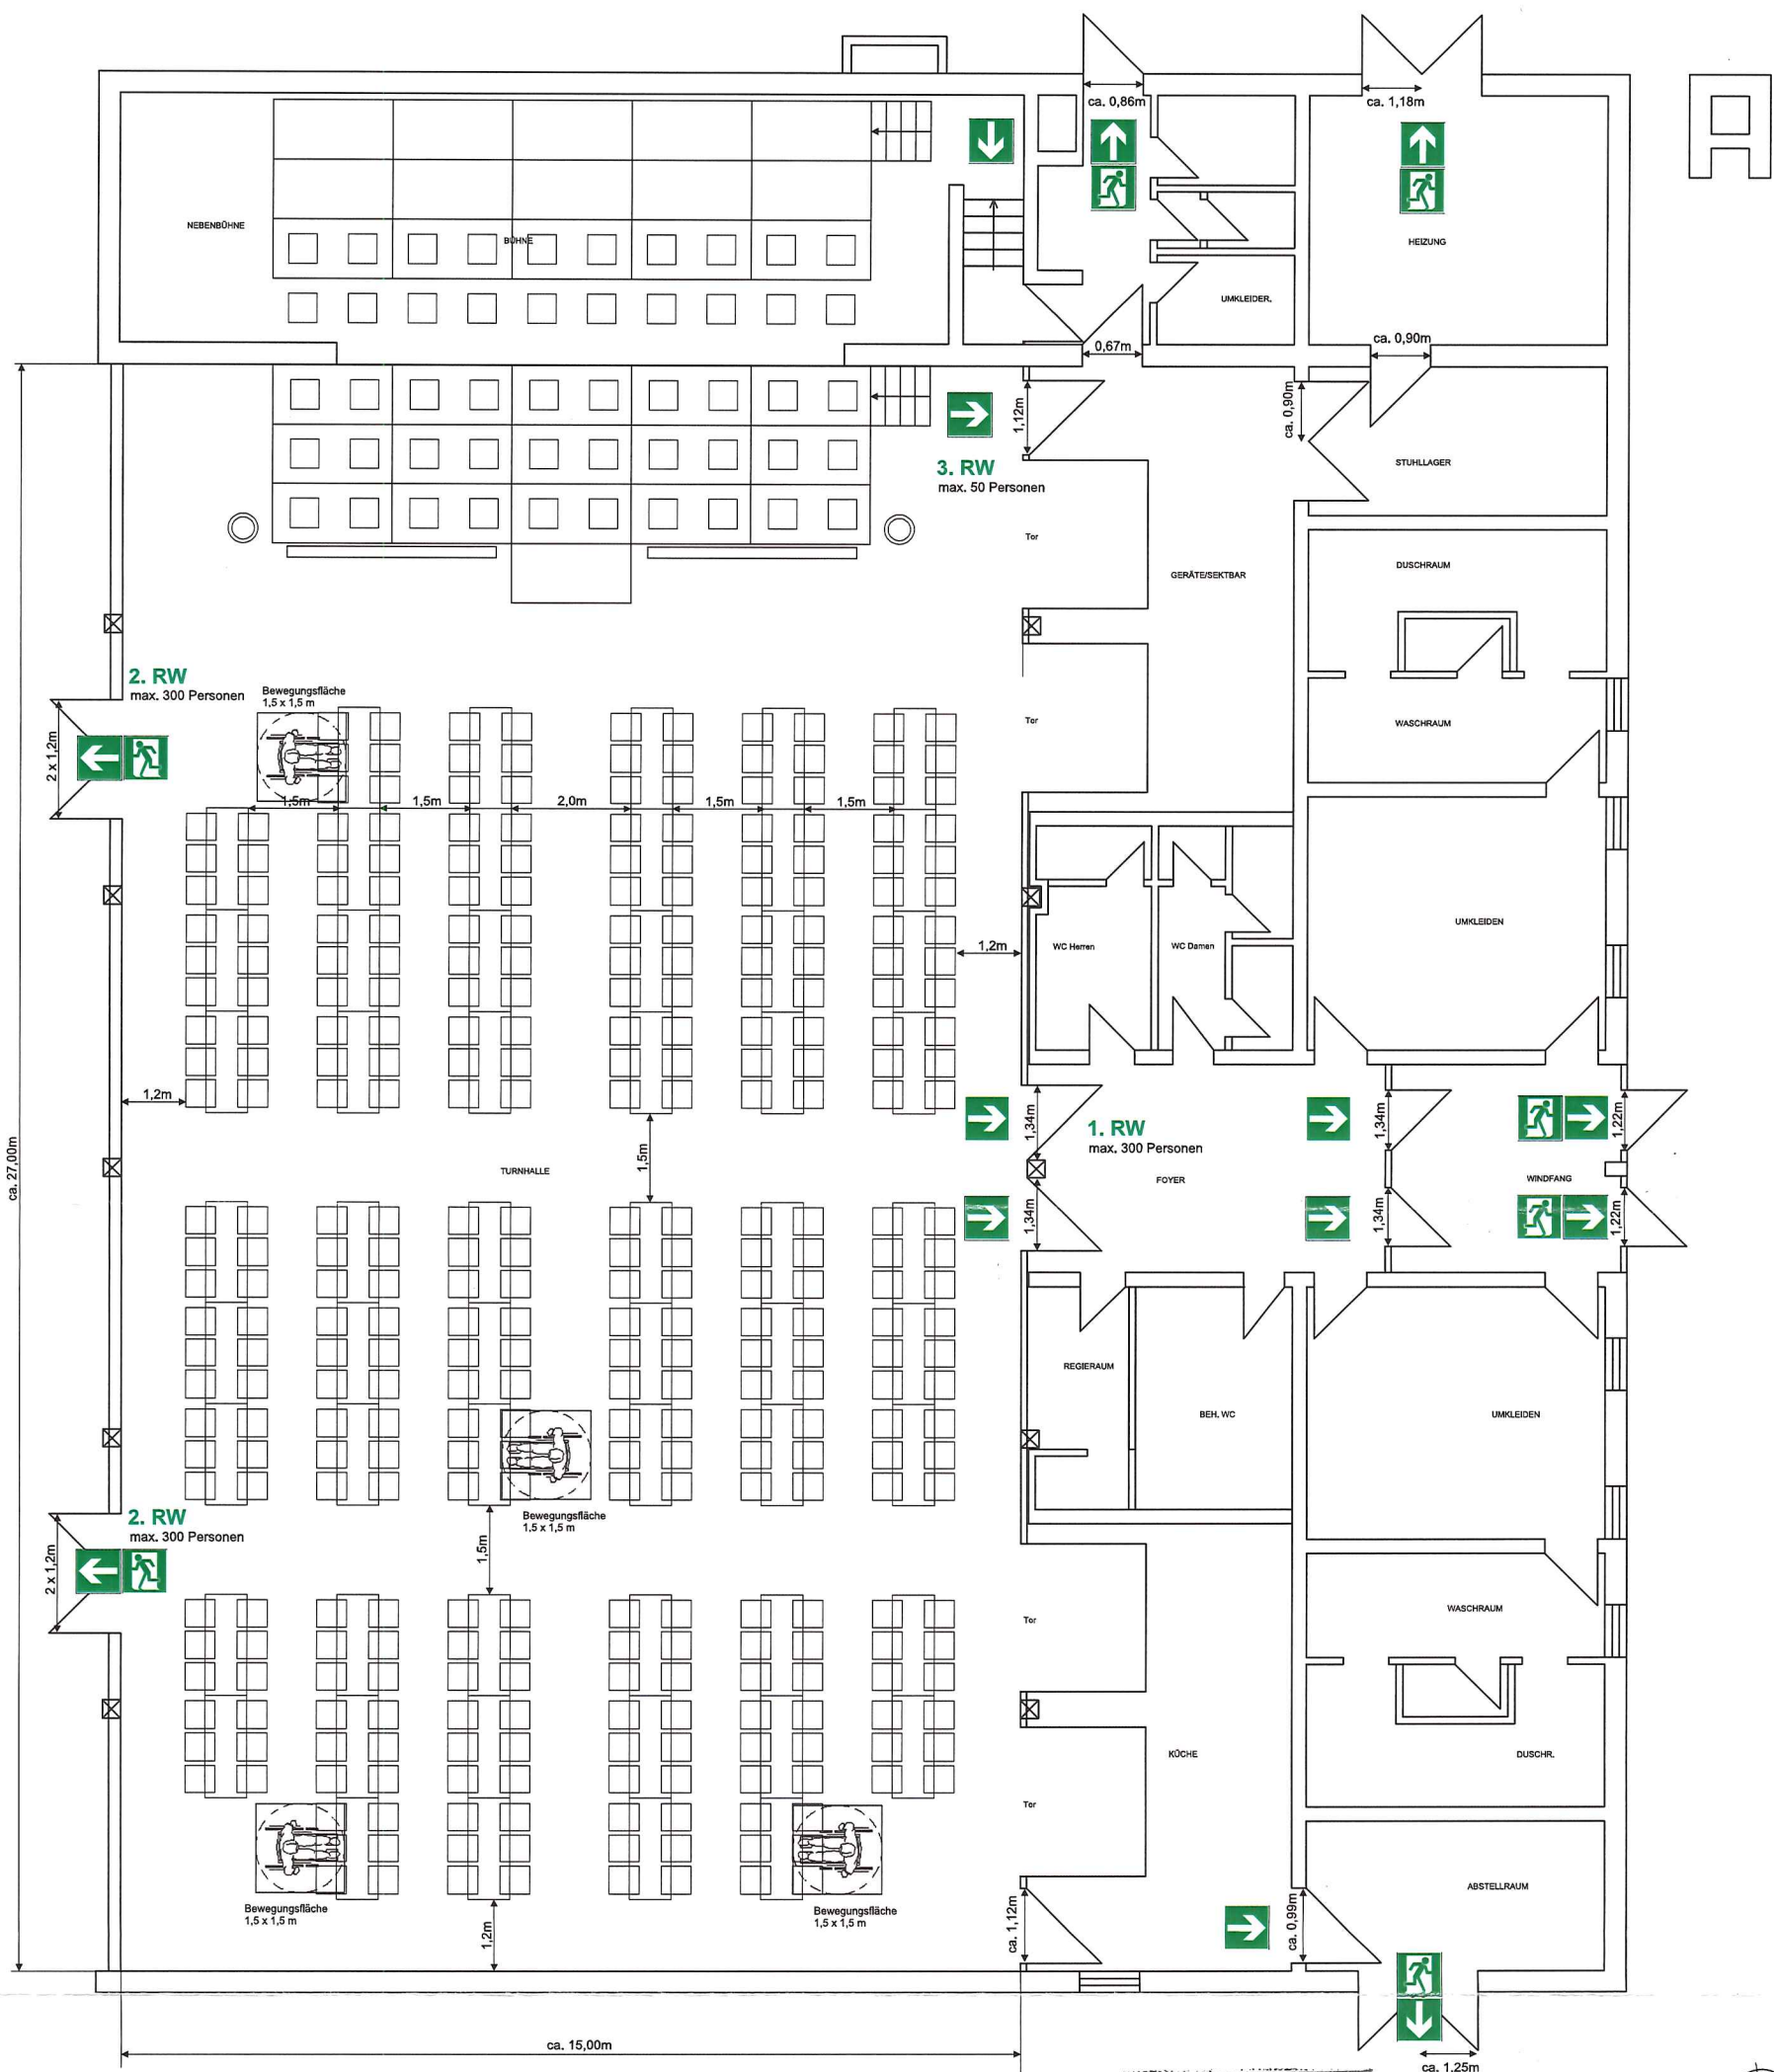 ca. 0,86m
ca. 1,18m
NEBENBÜHNE
BÜHNE
HEIZUNG
UMKLEIDER.
0,67m
ca. 0,90m
1,12m
ca. 0,90m
3. RW
max. 50 Personen
STUHLLAGER
Tor
DUSCHRAUM
GERÄTE/SEKTBAR
2. RW
max. 300 Personen
Bewegungsfläche
1,5 x 1,5 m
Tor
WASCHRAUM
2 x 1,2m
1,5m
1,5m
2,0m
1,5m
1,5m
UMKLEIDEN
1,2m
WC Herren
WC Damen
1,2m
1,34m
1. RW
max. 300 Personen
1,34m
1,22m
ca. 27,00m
TURNHALLE
1,5m
FOYER
WINDFANG
1,34m
1,34m
1,22m
REGIERAUM
BEH. WC
UMKLEIDEN
2. RW
max. 300 Personen
Bewegungsfläche
1,5 x 1,5 m
2 x 1,2m
1,5m
Tor
WASCHRAUM
KÜCHE
DUSCHR.
Tor
ABSTELLRAUM
Bewegungsfläche
1,5 x 1,5 m
Bewegungsfläche
1,5 x 1,5 m
1,2m
ca. 1,12m
ca. 0,99m
ca. 15,00m
ca. 1,25m